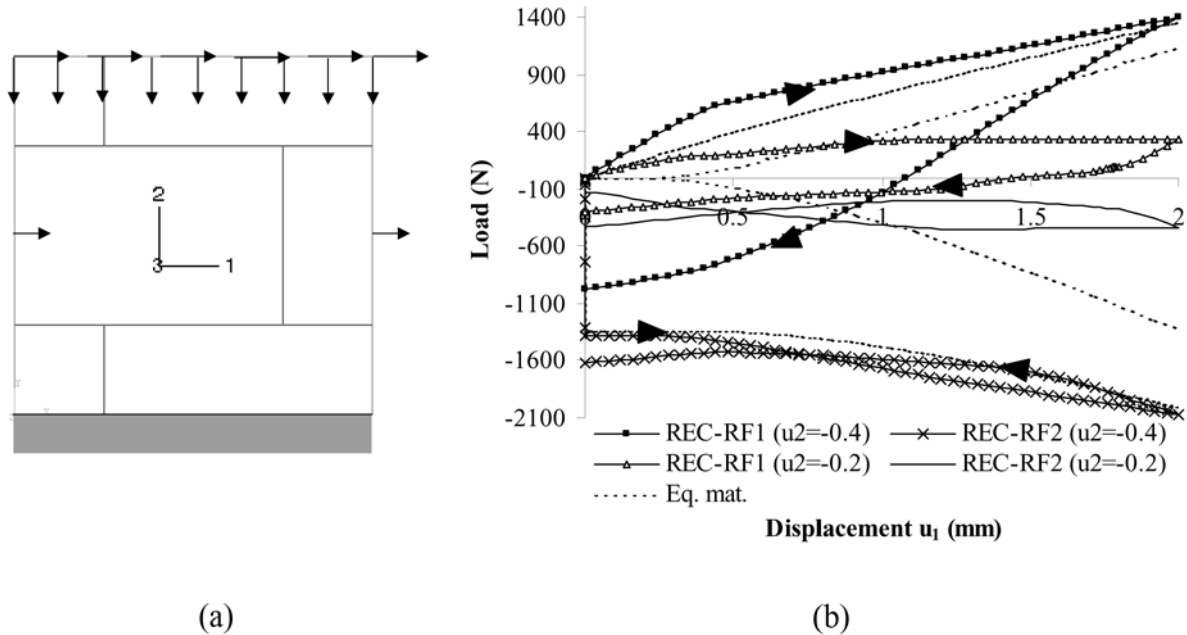 (b)
2
3
1
1400
900
400
-100
-600
-1100
-1600
-2100
Load (N)
0
0.5
1
1.5
2
REC-RF1 (u2=-0.4)
REC-RF2 (u2=-0.4)
REC-RF1 (u2=-0.2)
REC-RF2 (u2=-0.2)
Eq. mat.
Displacement u₁ (mm)
(a)
(b)